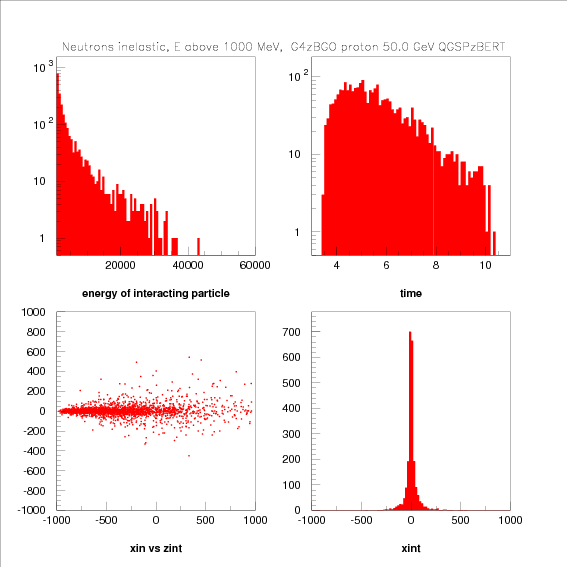 Neutrons inelastic, E above 1000 MeV, G4zBGO proton 50.0 GeV QGSPzBERT
10 3
10 2
10
1
20000 40000 60000
energy of interacting particle
10 2
10
1
4 6 8 10
time
1000
800
600
400
200
0
-200
-400
-600
-800
-1000
-1000 -500 0 500 1000
xin vs zint
700
600
500
400
300
200
100
0
-1000 -500 0 500 1000
xint